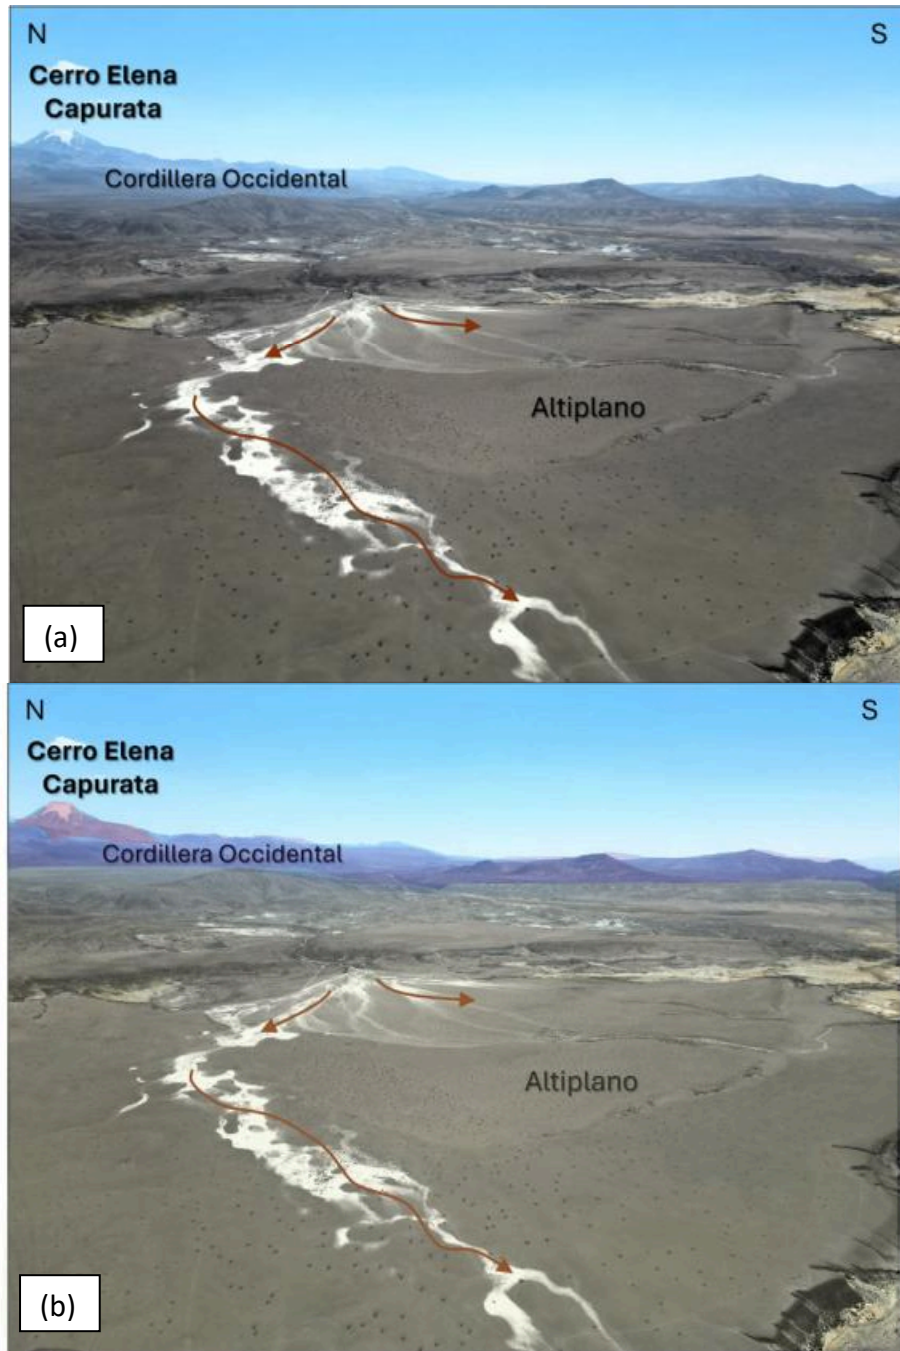 N
S
Cerro Elena
Capurata
Cordillera Occidental
Altiplano
(a)
N
S
Cerro Elena
Capurata
Cordillera Occidental
Altiplano
(b)